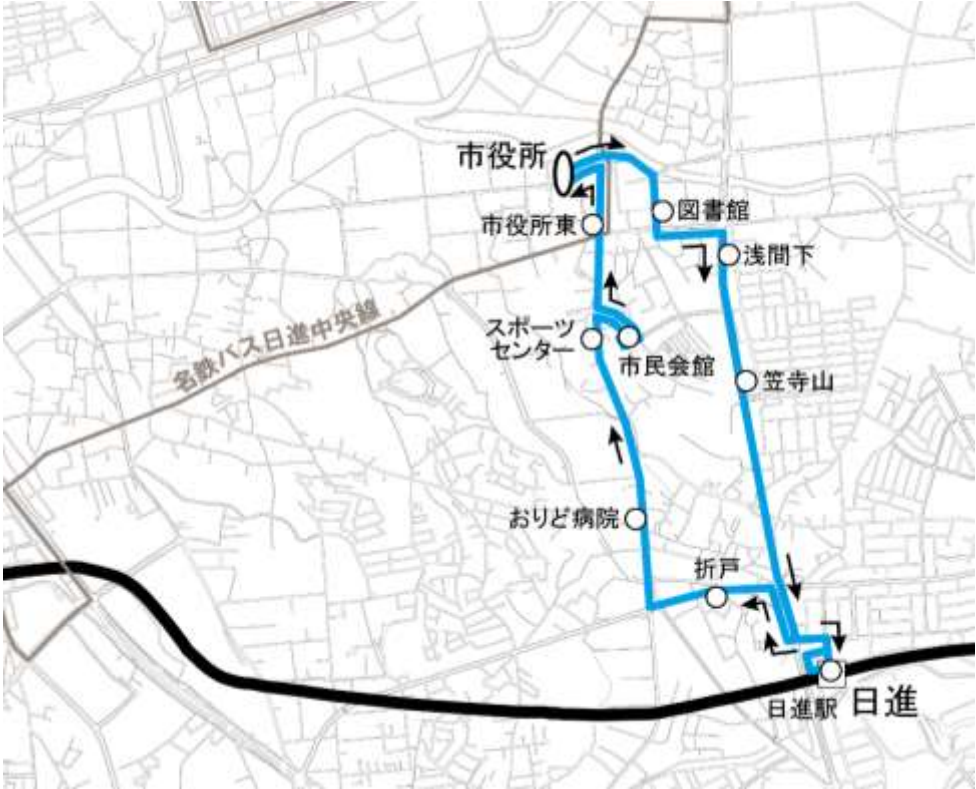 市役所
図書館
市役所東
浅間下
名鉄バス日進中央線
スポーツ
センター
市民会館
笠寺山
おりど病院
折戸
日進駅
日進